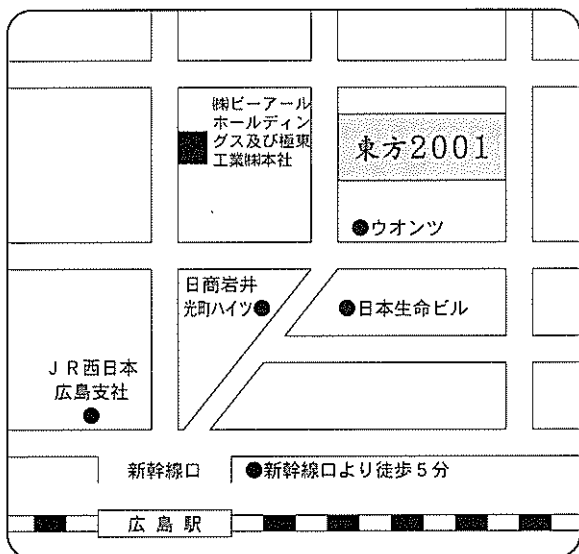 ㈱ビーアール
ホールディン
グス及び極東
工業㈱本社
東方2001
●ウオンツ
日商岩井
光町ハイツ●
●日本生命ビル
ＪＲ西日本
広島支社
新幹線口
●新幹線口より徒歩５分
広島駅